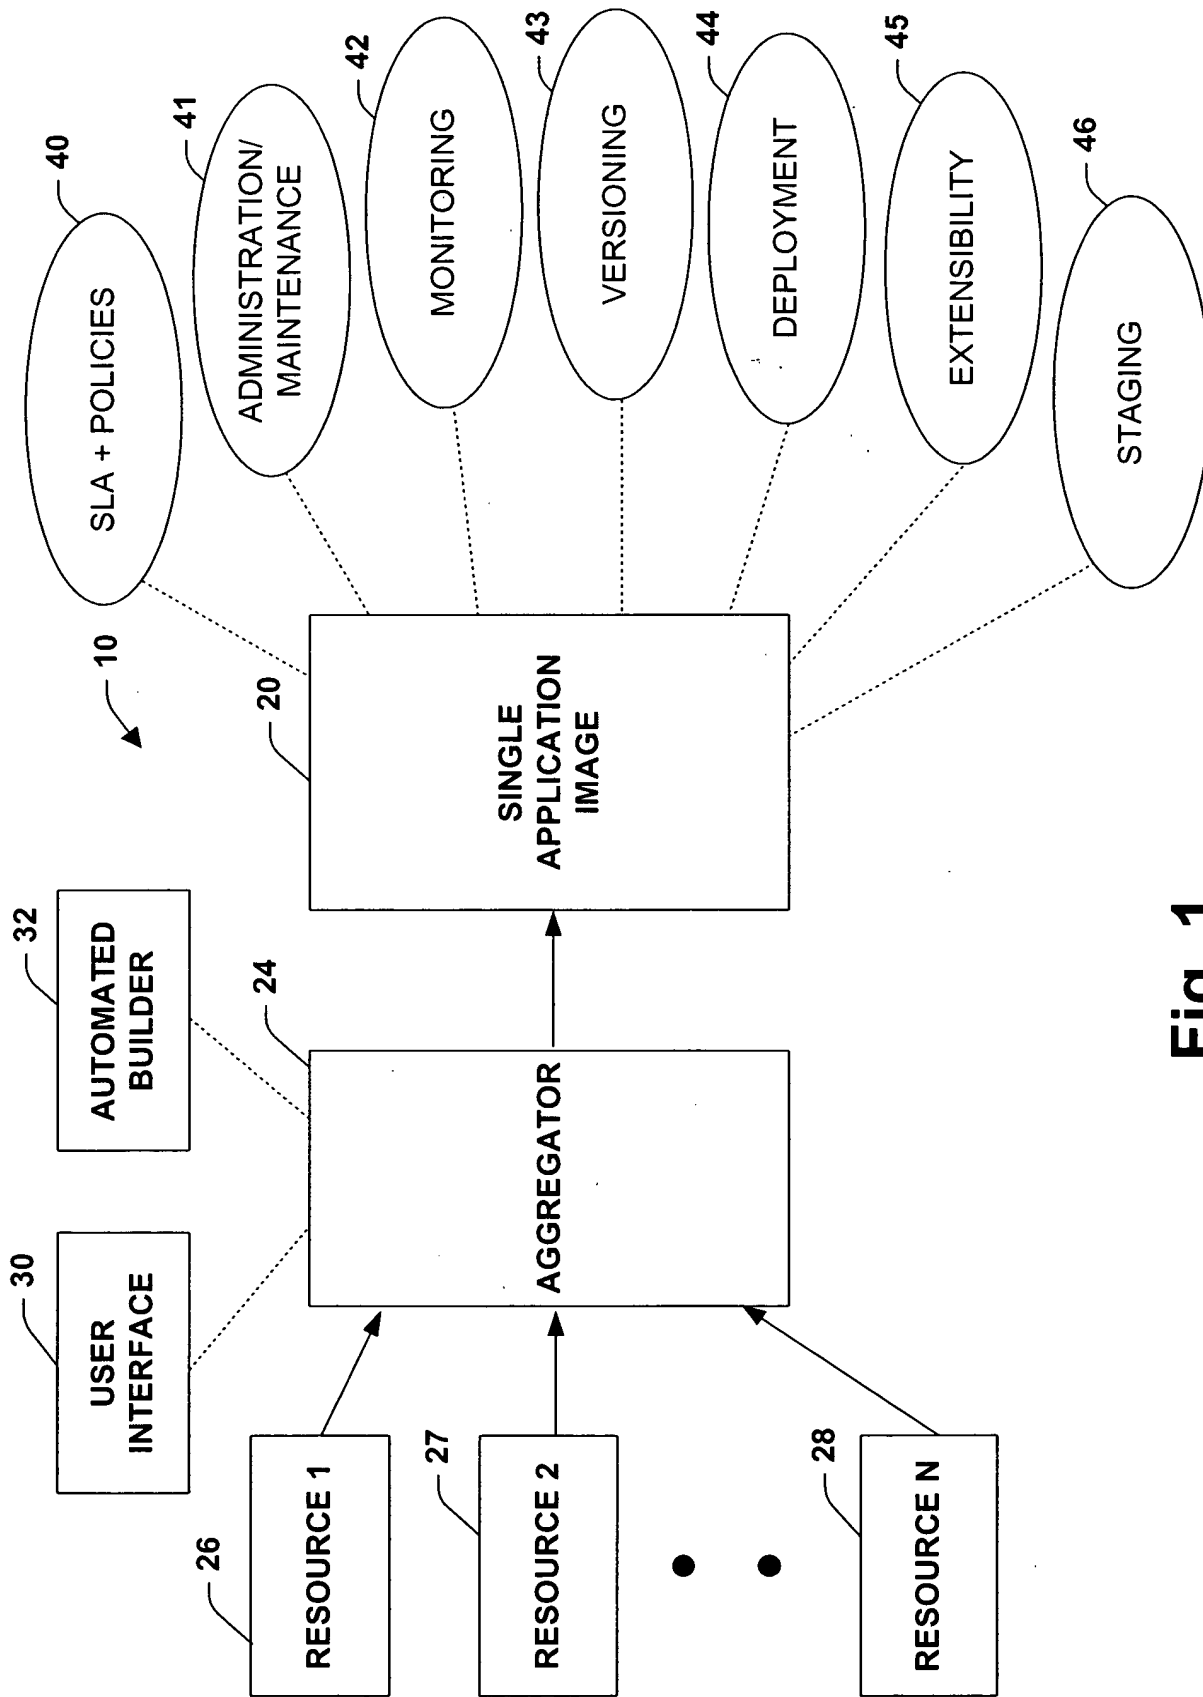 10
32
AUTOMATED
BUILDER
30
USER
INTERFACE
26
RESOURCE 1
27
RESOURCE 2
28
RESOURCE N
24
AGGREGATOR
20
SINGLE
APPLICATION
IMAGE
40
SLA + POLICIES
41
ADMINISTRATION/
MAINTENANCE
42
MONITORING
43
VERSIONING
44
DEPLOYMENT
45
EXTENSIBILITY
46
STAGING
Fig. 1